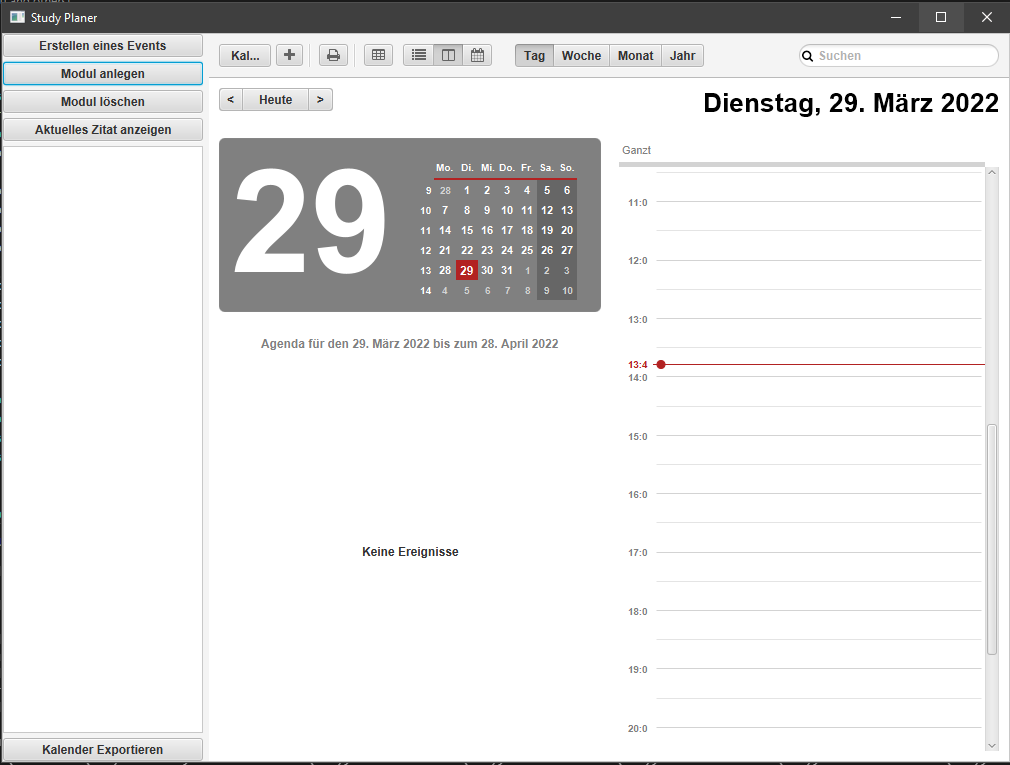 Study Planer
Erstellen eines Events
Modul anlegen
Modul löschen
Aktuelles Zitat anzeigen
Kalender Exportieren
Kal...
Tag Woche Monat Jahr
Suchen
< Heute >
Dienstag, 29. März 2022
29
Mo. Di. Mi. Do. Fr. Sa. So.
9 28 1 2 3 4 5 6
10 7 8 9 10 11 12 13
11 14 15 16 17 18 19 20
12 21 22 23 24 25 26 27
13 28 29 30 31 1 2 3
14 4 5 6 7 8 9 10
Agenda für den 29. März 2022 bis zum 28. April 2022
Keine Ereignisse
Ganzt
11:0
12:0
13:0
13:4
14:0
15:0
16:0
17:0
18:0
19:0
20:0